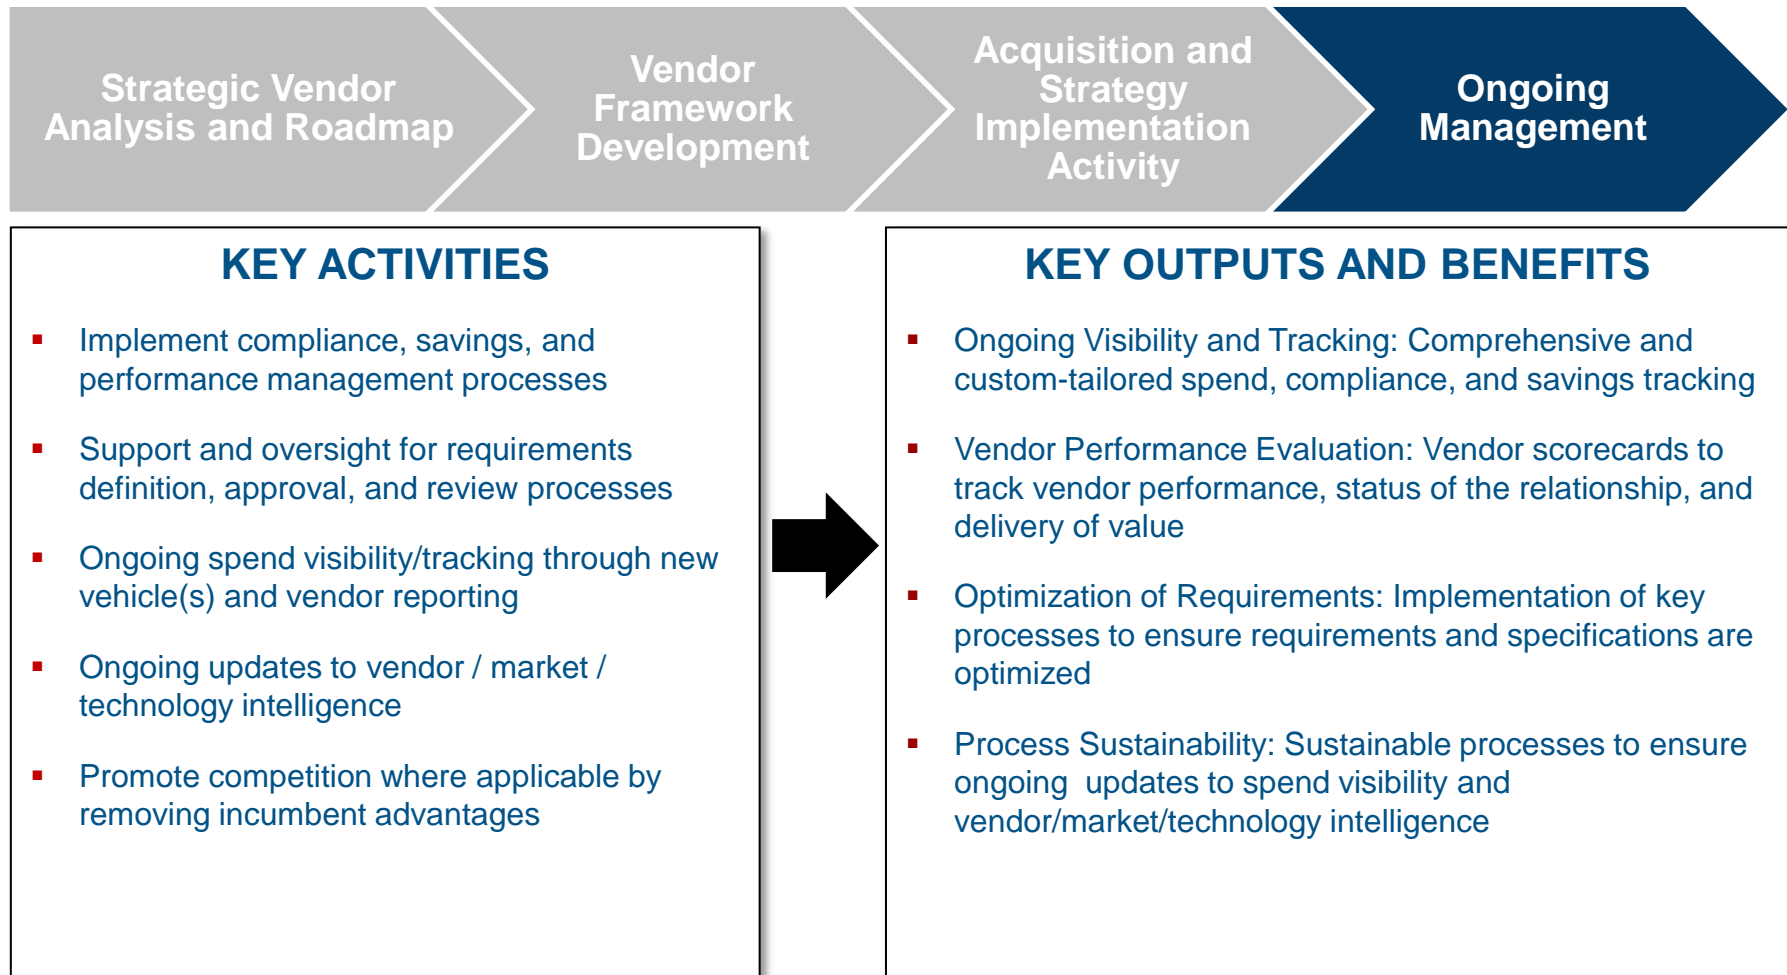 Strategic Vendor
Analysis and Roadmap
Vendor
Framework
Development
Acquisition and
Strategy
Implementation
Activity
Ongoing
Management
KEY ACTIVITIES
▪ Implement compliance, savings, and
performance management processes
▪ Support and oversight for requirements
definition, approval, and review processes
▪ Ongoing spend visibility/tracking through new
vehicle(s) and vendor reporting
▪ Ongoing updates to vendor / market /
technology intelligence
▪ Promote competition where applicable by
removing incumbent advantages
KEY OUTPUTS AND BENEFITS
▪ Ongoing Visibility and Tracking: Comprehensive and
custom-tailored spend, compliance, and savings tracking
▪ Vendor Performance Evaluation: Vendor scorecards to
track vendor performance, status of the relationship, and
delivery of value
▪ Optimization of Requirements: Implementation of key
processes to ensure requirements and specifications are
optimized
▪ Process Sustainability: Sustainable processes to ensure
ongoing  updates to spend visibility and
vendor/market/technology intelligence